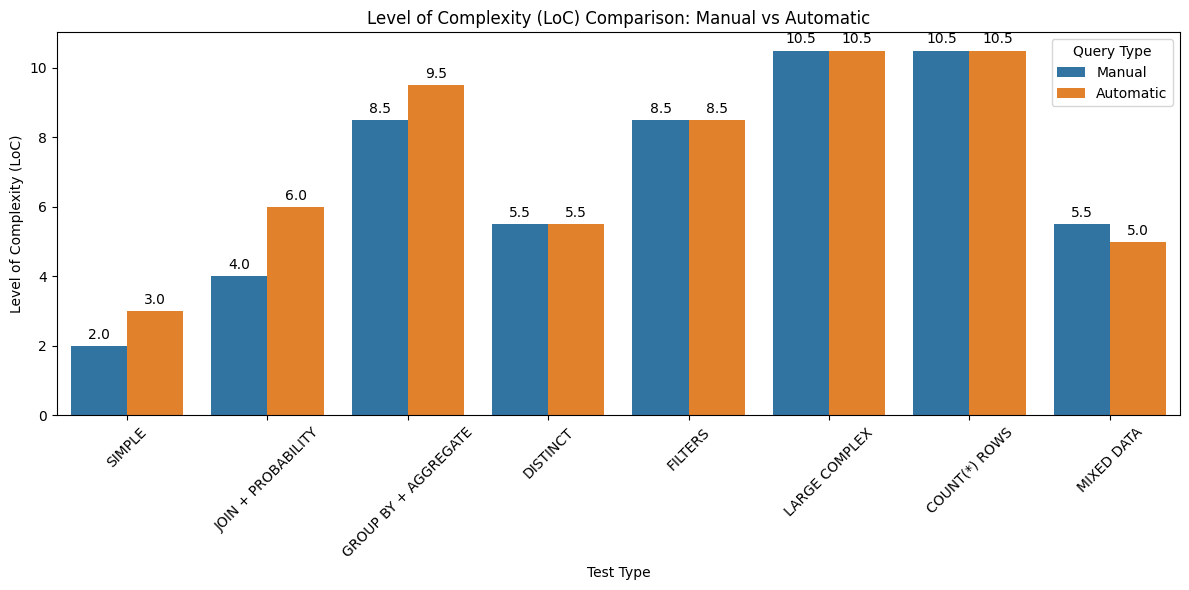 Level of Complexity (LoC) Comparison: Manual vs Automatic
Level of Complexity (LoC)
10
8
6
4
2
0
2.0
3.0
4.0
6.0
8.5
9.5
5.5
5.5
8.5
8.5
10.5
10.5
10.5
10.5
5.5
5.0
Query Type
Manual
Automatic
SIMPLE
JOIN + PROBABILITY
GROUP BY + AGGREGATE
DISTINCT
FILTERS
LARGE COMPLEX
COUNT(*) ROWS
MIXED DATA
Test Type